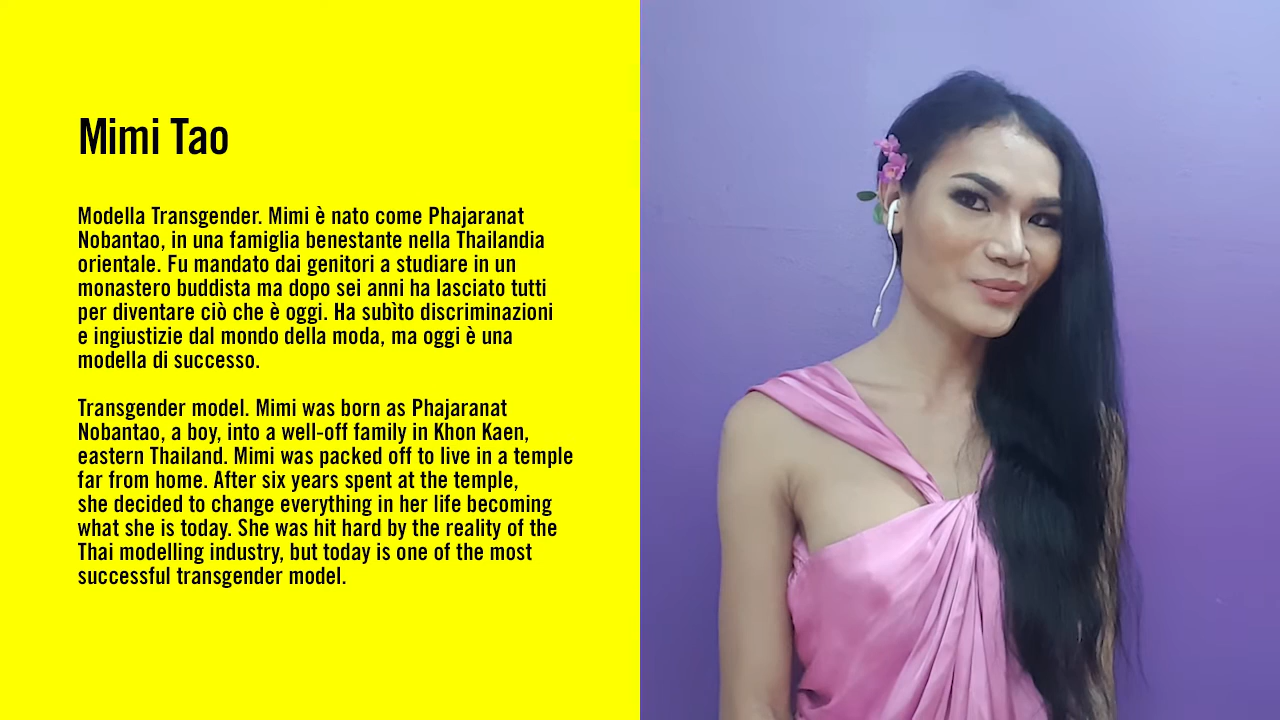 Mimi Tao
Modella Transgender. Mimi è nato come Phajaranat
Nobantao, in una famiglia benestante nella Thailandia
orientale. Fu mandato dai genitori a studiare in un
monastero buddista ma dopo sei anni ha lasciato tutti
per diventare ciò che è oggi. Ha subìto discriminazioni
e ingiustizie dal mondo della moda, ma oggi è una
modella di successo.
Transgender model. Mimi was born as Phajaranat
Nobantao, a boy, into a well-off family in Khon Kaen,
eastern Thailand. Mimi was packed off to live in a temple
far from home. After six years spent at the temple,
she decided to change everything in her life becoming
what she is today. She was hit hard by the reality of the
Thai modelling industry, but today is one of the most
successful transgender model.